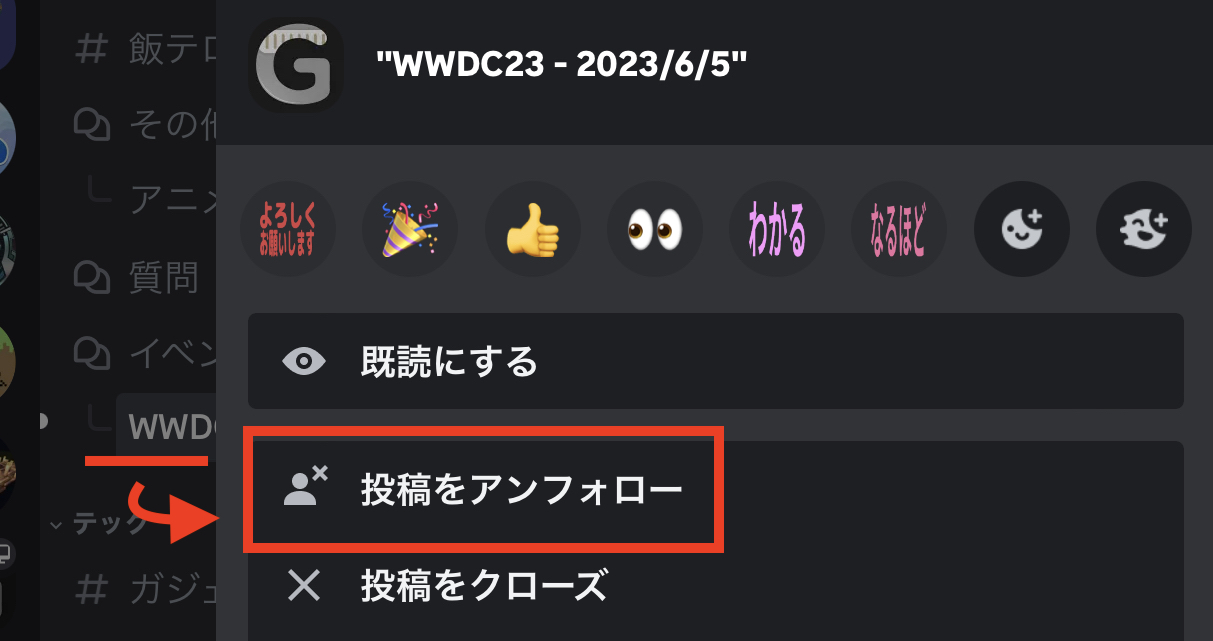 # 飯テロ
その他
アニメ
質問
イベン
WWDC
テック
# ガジェ
G
"WWDC23 - 2023/6/5"
よろしく
お願いします
わかる
なるほど
既読にする
投稿をアンフォロー
投稿をクローズ